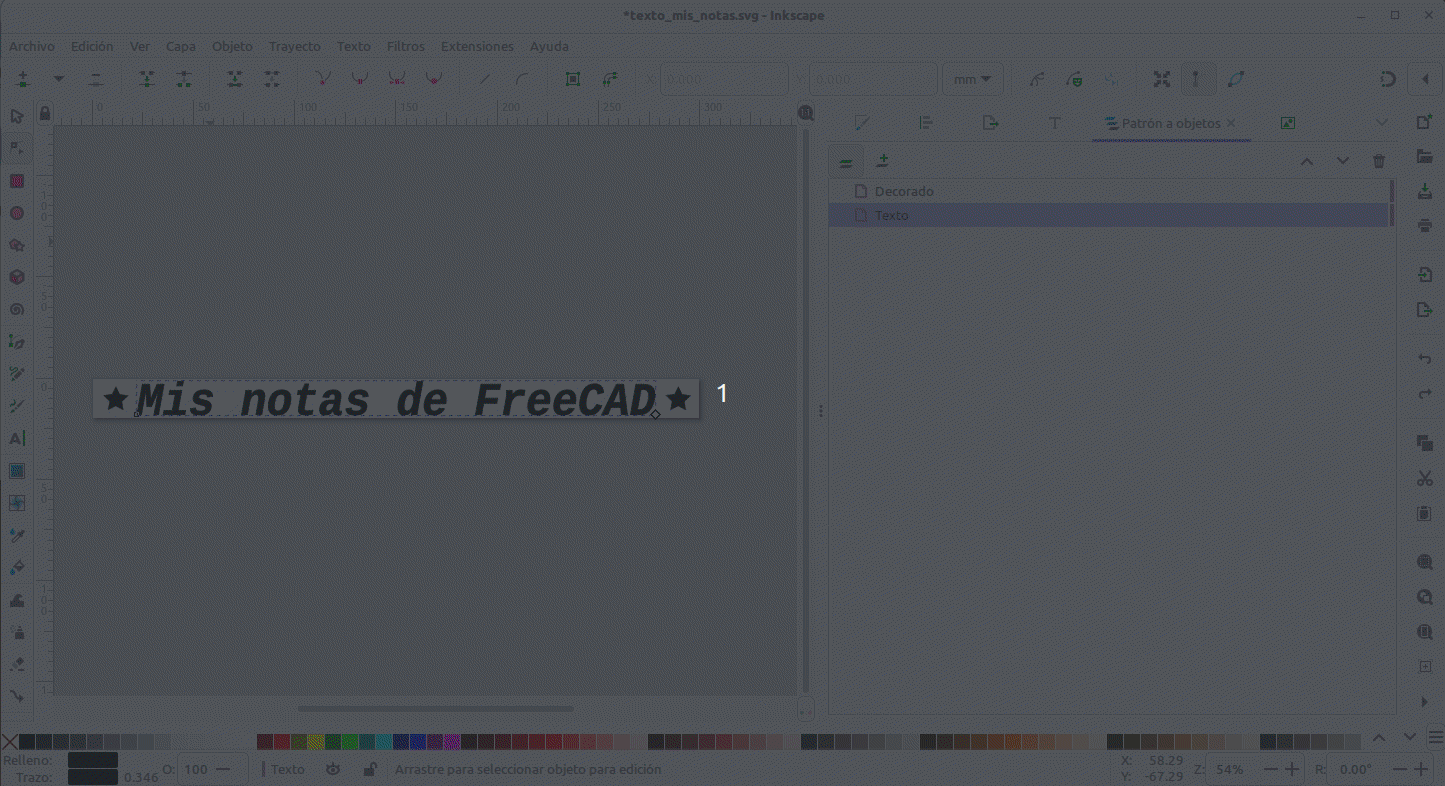 *texto_mis_notas.svg - Inkscape
Archivo Edición Ver Capa Objeto Trayecto Texto Filtros Extensiones Ayuda
X: 0.000 Y: 0.000 mm
0 50 100 150 200 250 300
Patrón a objetos
Decorado
Texto
Mis notas de FreeCAD
1
Relleno:
Trazo: 0.346 O: 100 Texto Arrastre para seleccionar objeto para edición
X: 58.29
Y: -67.29
Z: 54% R: 0.00°